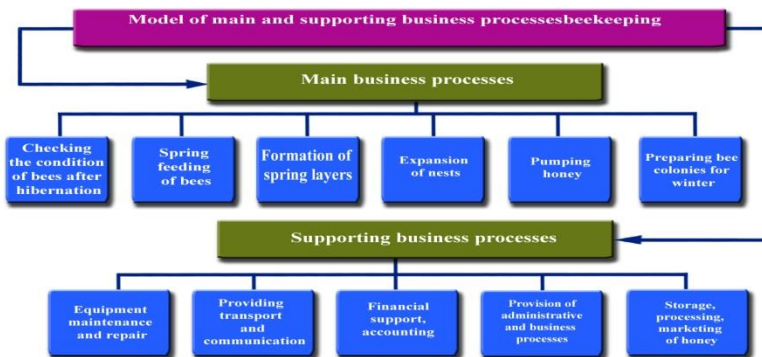 Model of main and supporting business processesbeekeeping
Main business processes
Checking
the condition
of bees after
hibernation
Spring
feeding
of bees
Formation of
spring layers
Expansion
of nests
Pumping
honey
Preparing bee
colonies for
winter
Supporting business processes
Equipment
maintenance
and repair
Providing
transport
and
communication
Financial
support,
accounting
Provision of
administrative
and business
processes
Storage,
processing,
marketing
of honey